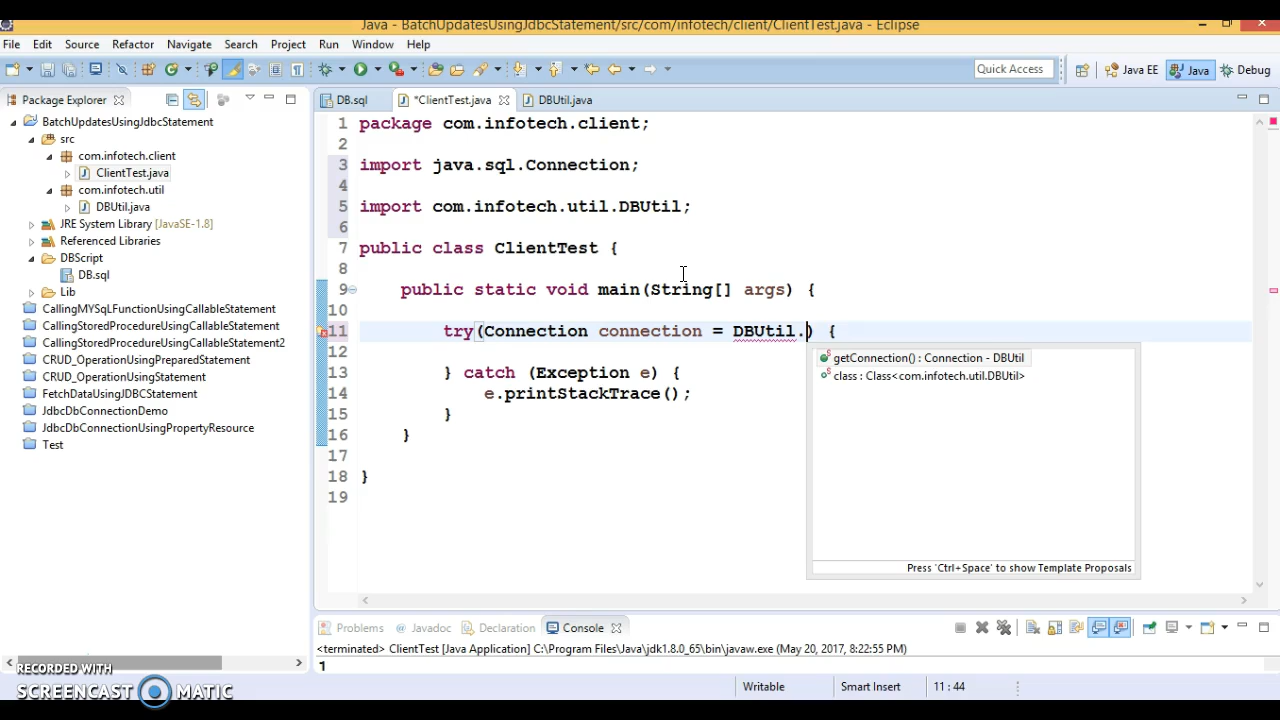 Java - BatchUpdatesUsingJdbcStatement/src/com/infotech/client/ClientTest.java - Eclipse
File Edit Source Refactor Navigate Search Project Run Window Help
Quick Access Java EE Java Debug
Package Explorer DB.sql *ClientTest.java DBUtil.java
BatchUpdatesUsingJdbcStatement
src
com.infotech.client
ClientTest.java
com.infotech.util
DBUtil.java
JRE System Library [JavaSE-1.8]
Referenced Libraries
DBScript
DB.sql
Lib
CallingMYSqlFunctionUsingCallableStatement
CallingStoredProcedureUsingCallableStatement
CallingStoredProcedureUsingCallableStatement2
CRUD_OperationUsingPreparedStatement
CRUD_OperationUsingStatement
FetchDataUsingJDBCStatement
JdbcDbConnectionDemo
JdbcDbConnectionUsingPropertyResource
Test
1 package com.infotech.client;
2
3 import java.sql.Connection;
4
5 import com.infotech.util.DBUtil;
6
7 public class ClientTest {
8
9 public static void main(String[] args) {
10
11 try(Connection connection = DBUtil.) {
12
13 } catch (Exception e) {
14 e.printStackTrace();
15 }
16 }
17
18 }
19
getConnection() : Connection - DBUtil
class : Class<com.infotech.util.DBUtil>
Press 'Ctrl+Space' to show Template Proposals
Problems Javadoc Declaration Console
<terminated> ClientTest [Java Application] C:\Program Files\Java\jdk1.8.0_65\bin\javaw.exe (May 20, 2017, 8:22:55 PM)
1
Writable Smart Insert 11 : 44
RECORDED WITH
SCREENCAST MATIC